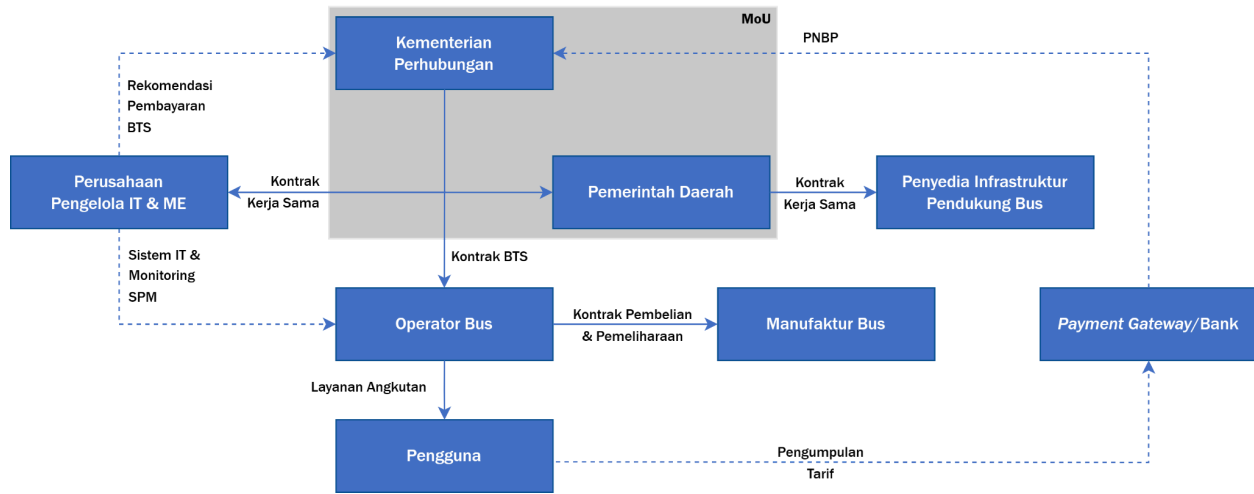 MoU
Kementerian
Perhubungan
PNBP
Rekomendasi
Pembayaran
BTS
Perusahaan
Pengelola IT & ME
Kontrak
Kerja Sama
Pemerintah Daerah
Kontrak
Kerja Sama
Penyedia Infrastruktur
Pendukung Bus
Sistem IT &
Monitoring
SPM
Kontrak BTS
Operator Bus
Kontrak Pembelian
& Pemeliharaan
Manufaktur Bus
Payment Gateway/Bank
Layanan Angkutan
Pengguna
Pengumpulan
Tarif